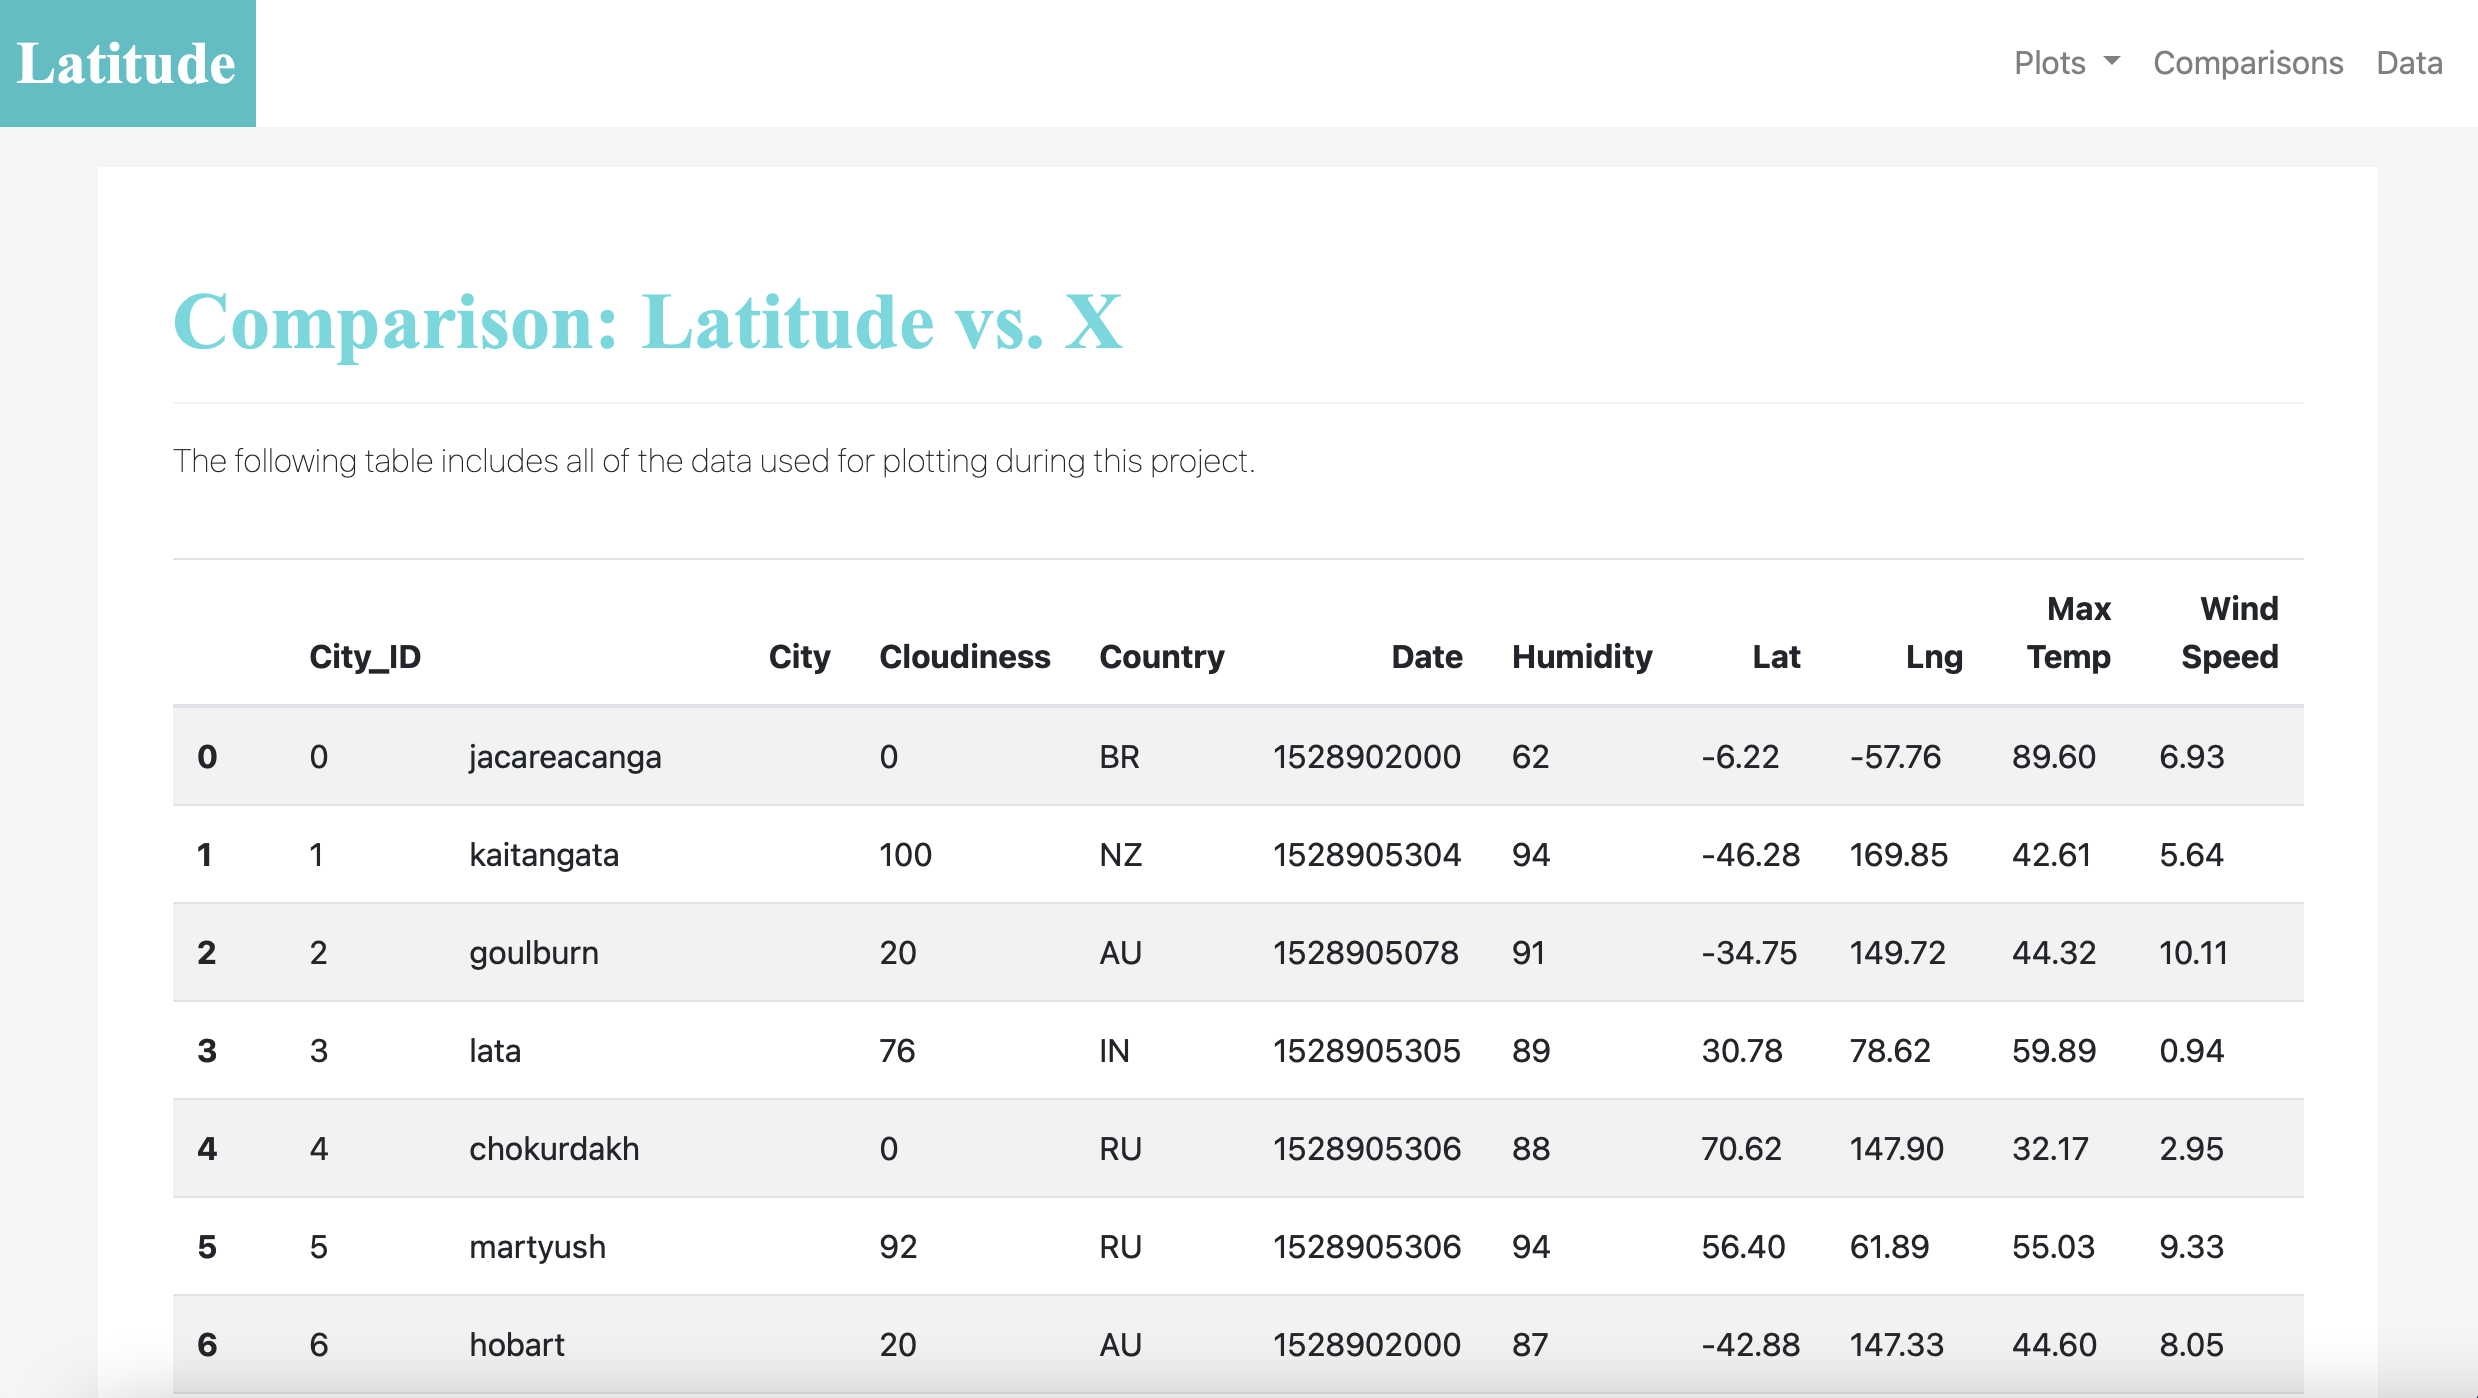 Latitude
Plots Comparisons Data
Comparison: Latitude vs. X
The following table includes all of the data used for plotting during this project.
City_ID City Cloudiness Country Date Humidity Lat Lng Max Temp Wind Speed
0 0 jacareacanga 0 BR 1528902000 62 -6.22 -57.76 89.60 6.93
1 1 kaitangata 100 NZ 1528905304 94 -46.28 169.85 42.61 5.64
2 2 goulburn 20 AU 1528905078 91 -34.75 149.72 44.32 10.11
3 3 lata 76 IN 1528905305 89 30.78 78.62 59.89 0.94
4 4 chokurdakh 0 RU 1528905306 88 70.62 147.90 32.17 2.95
5 5 martyush 92 RU 1528905306 94 56.40 61.89 55.03 9.33
6 6 hobart 20 AU 1528902000 87 -42.88 147.33 44.60 8.05